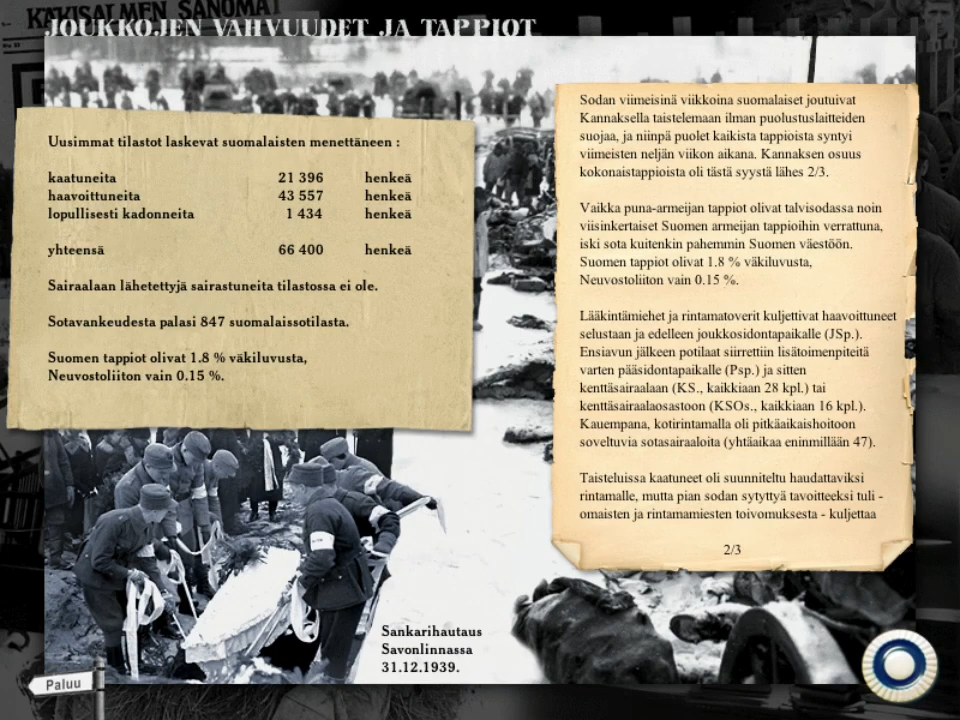 KÄKISALMEN SANOMAT
JOUKKOJEN VAHVUUDET JA TAPPIOT
Uusimmat tilastot laskevat suomalaisten menettäneen :
kaatuneita 21 396 henkeä
haavoittuneita 43 557 henkeä
lopullisesti kadonneita 1 434 henkeä
yhteensä 66 400 henkeä
Sairaalaan lähetettyjä sairastuneita tilastossa ei ole.
Sotavankeudesta palasi 847 suomalaissotilasta.
Suomen tappiot olivat 1.8 % väkiluvusta,
Neuvostoliiton vain 0.15 %.
Sodan viimeisinä viikkoina suomalaiset joutuivat
Kannaksella taistelemaan ilman puolustuslaitteiden
suojaa, ja niinpä puolet kaikista tappioista syntyi
viimeisten neljän viikon aikana. Kannaksen osuus
kokonaistappioista oli tästä syystä lähes 2/3.
Vaikka puna-armeijan tappiot olivat talvisodassa noin
viisinkertaiset Suomen armeijan tappioihin verrattuna,
iski sota kuitenkin pahemmin Suomen väestöön.
Suomen tappiot olivat 1.8 % väkiluvusta,
Neuvostoliiton vain 0.15 %.
Lääkintämiehet ja rintamatoverit kuljettivat haavoittuneet
selustaan ja edelleen joukkosidontapaikalle (JSp.).
Ensiavun jälkeen potilaat siirrettiin lisätoimenpiteitä
varten pääsidontapaikalle (Psp.) ja sitten
kenttäsairaalaan (KS., kaikkiaan 28 kpl.) tai
kenttäsairaalaosastoon (KSOs., kaikkiaan 16 kpl.).
Kauempana, kotirintamalla oli pitkäaikaishoitoon
soveltuvia sotasairaaloita (yhtäaikaa eninmillään 47).
Taisteluissa kaatuneet oli suunniteltu haudattaviksi
rintamalle, mutta pian sodan sytyttyä tavoitteeksi tuli -
omaisten ja rintamamiesten toivomuksesta - kuljettaa
2/3
Sankarihautaus
Savonlinnassa
31.12.1939.
Paluu